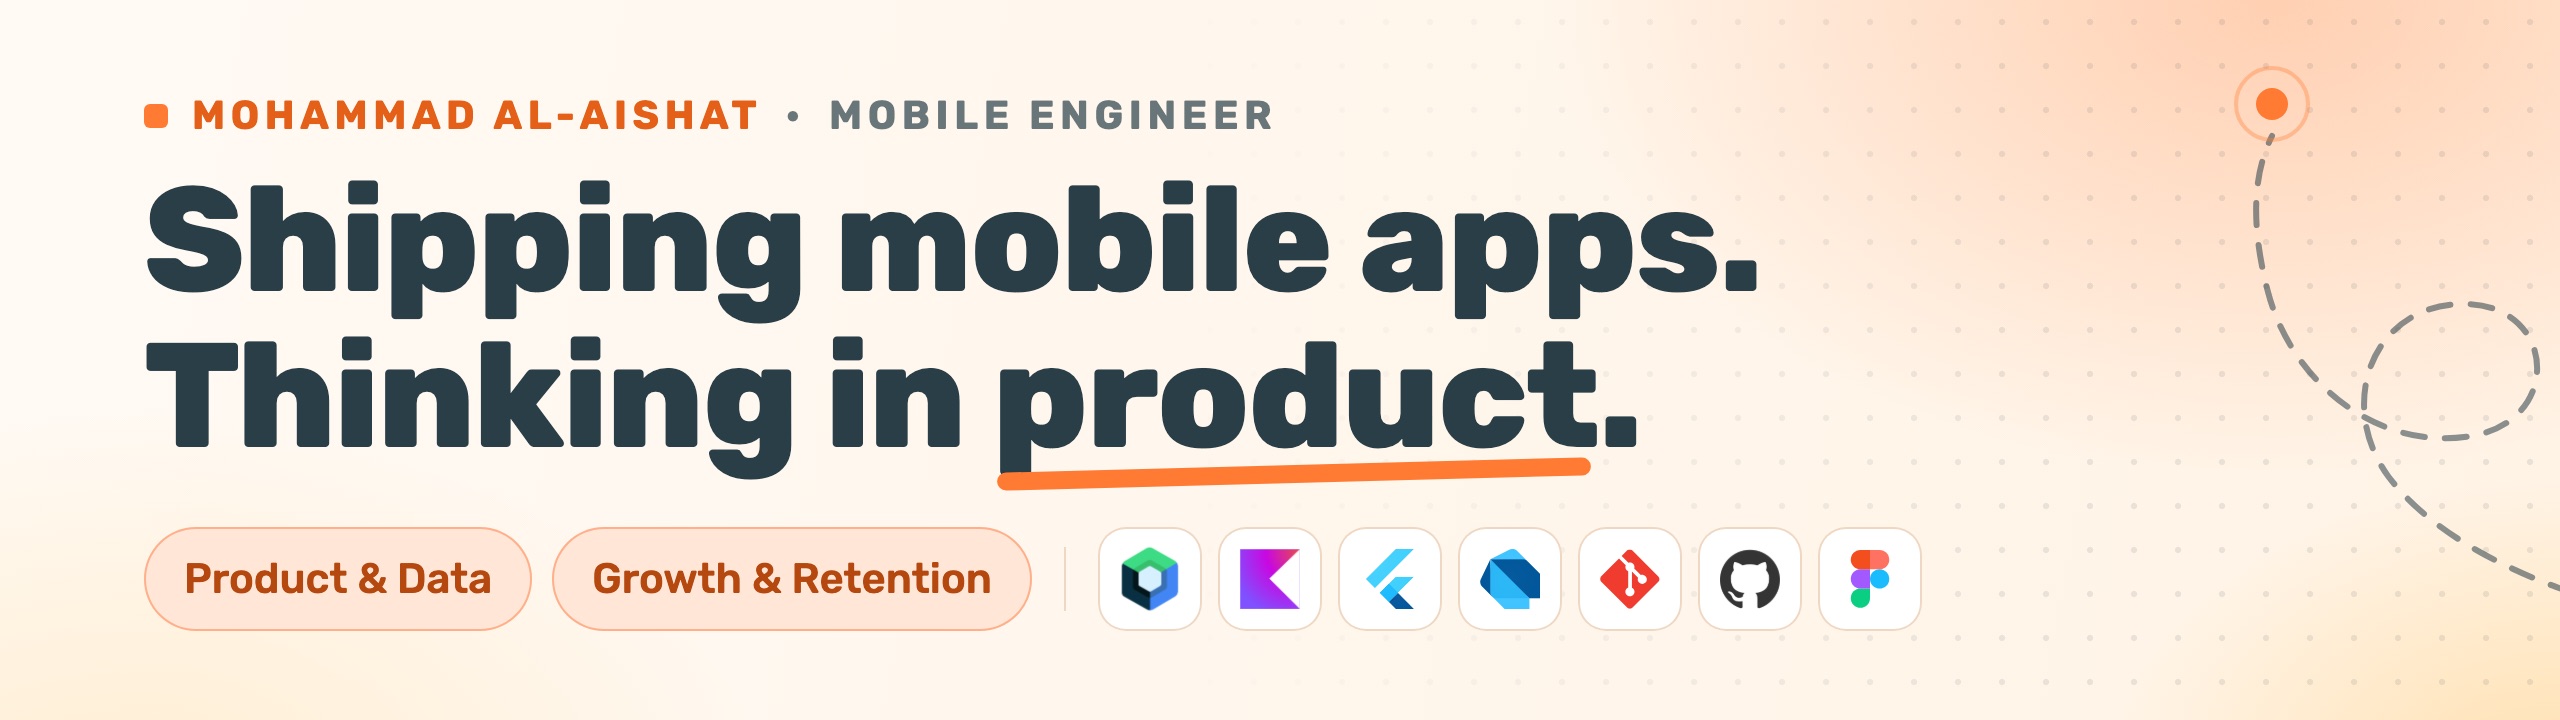 MOHAMMAD AL-AISHAT • MOBILE ENGINEER
Shipping mobile apps.
Thinking in product.
Product & Data
Growth & Retention